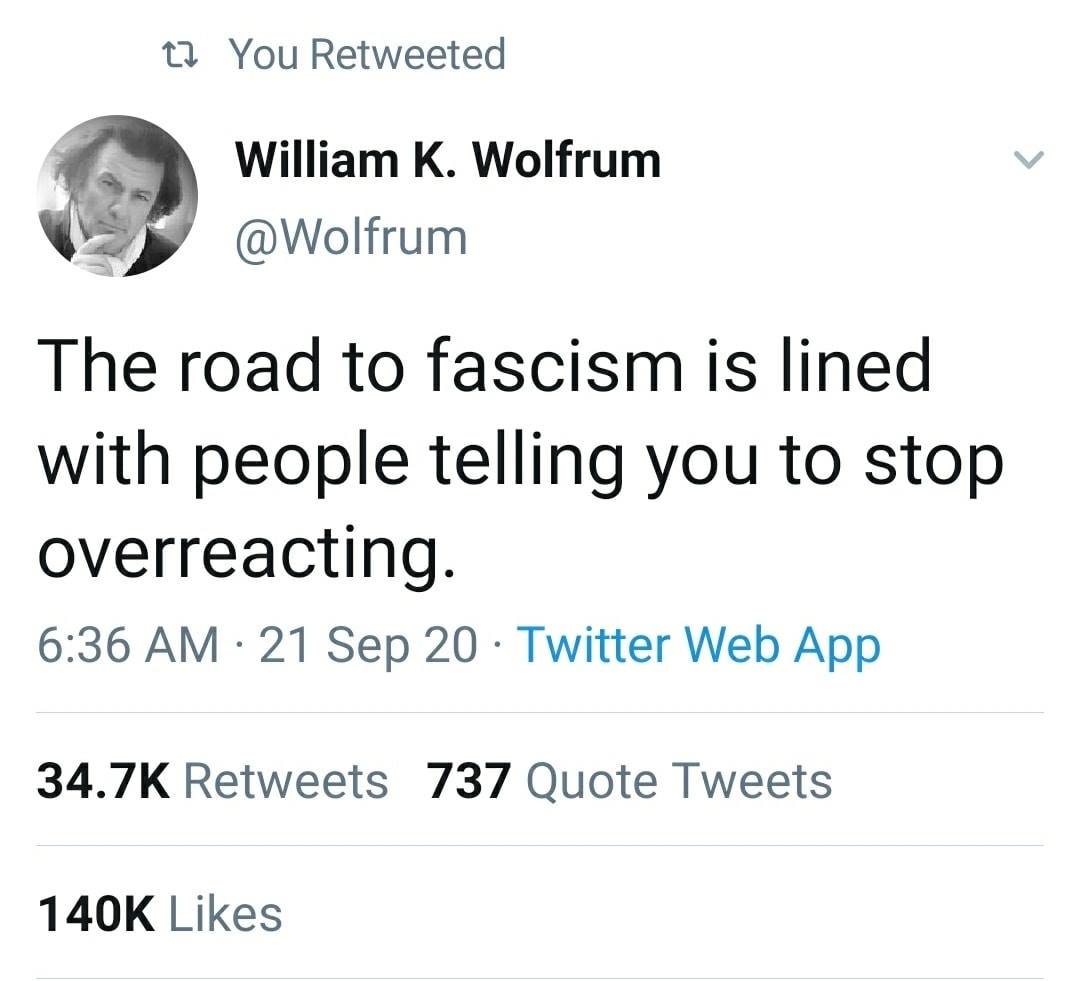 You Retweeted
William K. Wolfrum
@Wolfrum
The road to fascism is lined
with people telling you to stop
overreacting.
6:36 AM · 21 Sep 20 · Twitter Web App
34.7K Retweets 737 Quote Tweets
140K Likes